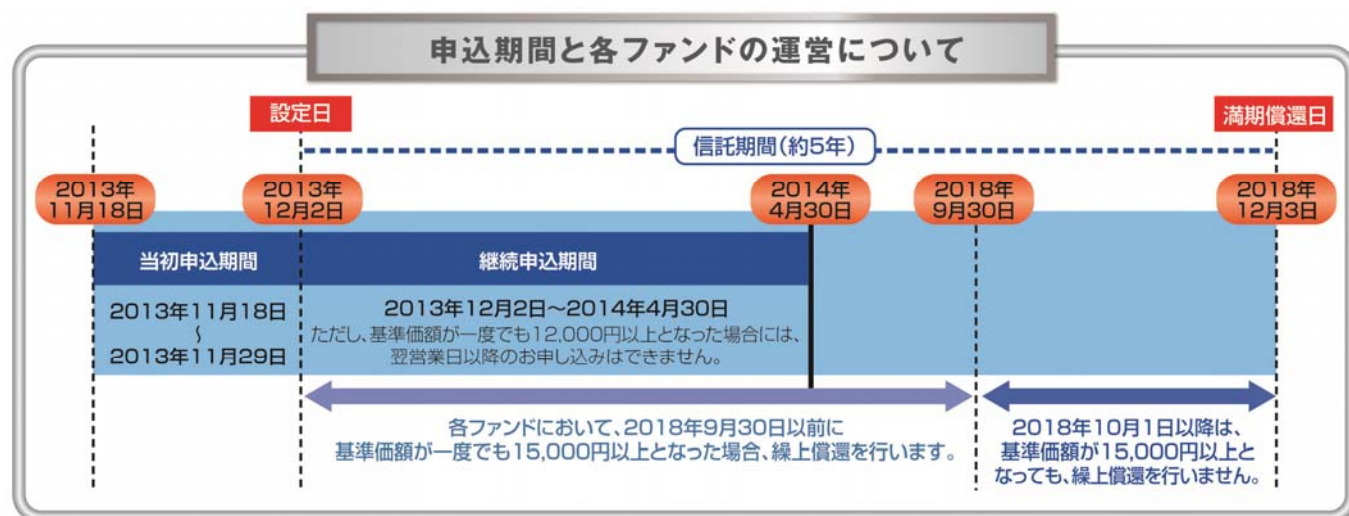 申込期間と各ファンドの運営について
設定日
満期償還日
信託期間(約5年)
2013年
11月18日
2013年
12月2日
2014年
4月30日
2018年
9月30日
2018年
12月3日
当初申込期間
継続申込期間
2013年11月18日
~
2013年11月29日
2013年12月2日~2014年4月30日
ただし、基準価額が一度でも12,000円以上となった場合には、
翌営業日以降のお申し込みはできません。
各ファンドにおいて、2018年9月30日以前に
基準価額が一度でも15,000円以上となった場合、繰上償還を行います。
2018年10月1日以降は、
基準価額が15,000円以上と
なっても、繰上償還を行いません。